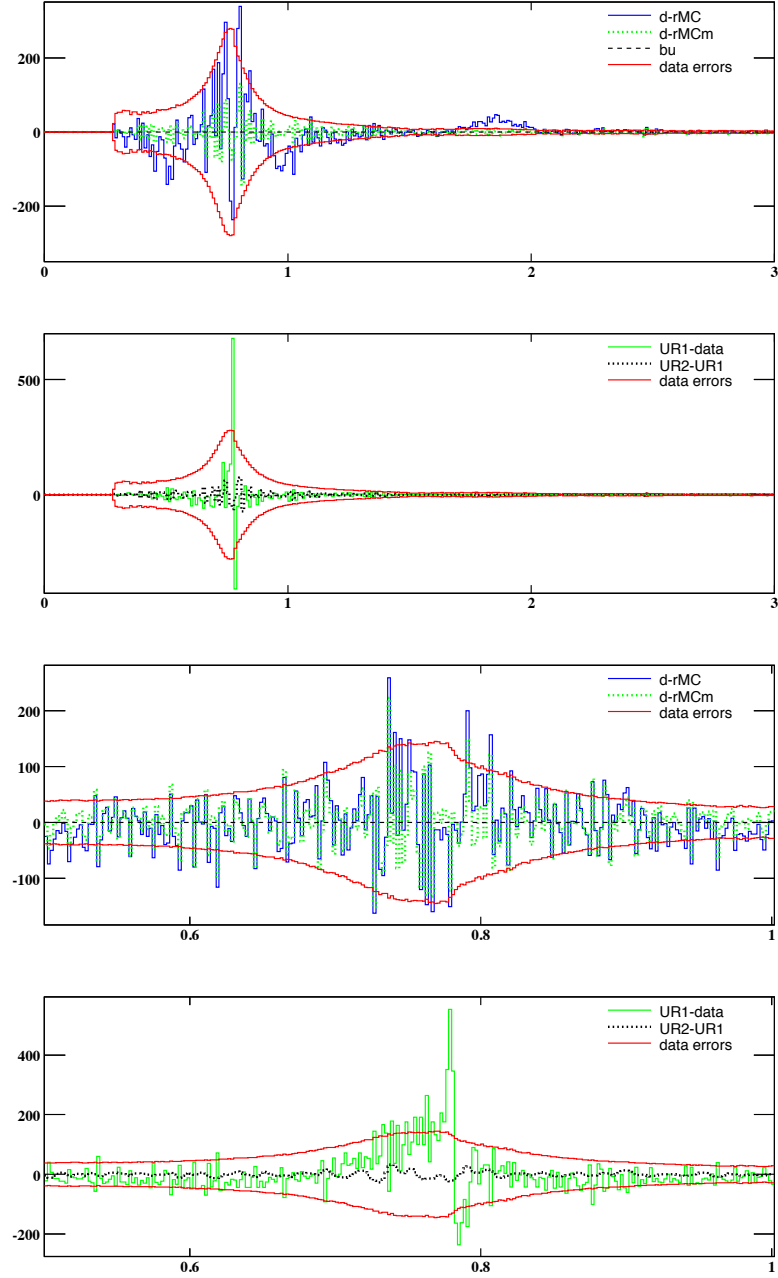 d-rMC
d-rMCm
bu
data errors
200
0
-200
0 1 2 3
UR1-data
UR2-UR1
data errors
500
0
0 1 2 3
d-rMC
d-rMCm
data errors
200
100
0
-100
0.6 0.8 1
UR1-data
UR2-UR1
data errors
400
200
0
-200
0.6 0.8 1